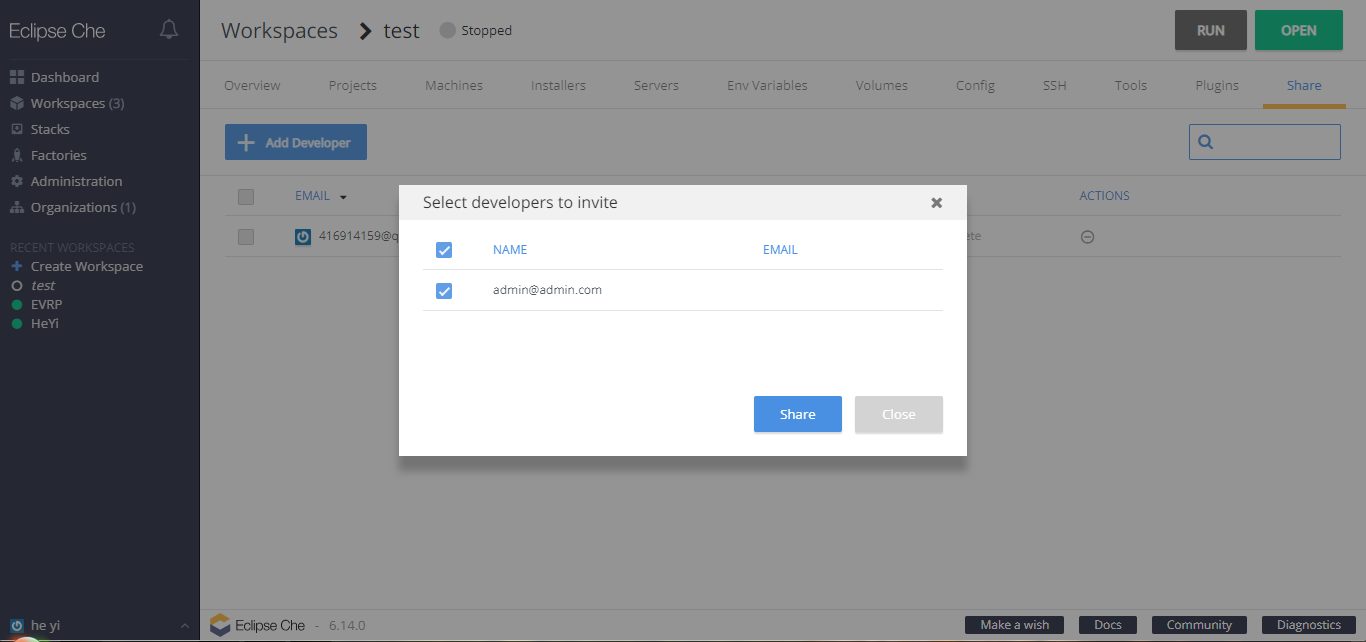 Eclipse Che
Dashboard
Workspaces (3)
Stacks
Factories
Administration
Organizations (1)
RECENT WORKSPACES
Create Workspace
test
EVRP
HeYi
he yi
Workspaces test Stopped
RUN OPEN
Overview Projects Machines Installers Servers Env Variables Volumes Config SSH Tools Plugins Share
Add Developer
EMAIL ACTIONS
416914159@q ete
Select developers to invite
NAME EMAIL
admin@admin.com
Share Close
Eclipse Che - 6.14.0
Make a wish Docs Community Diagnostics